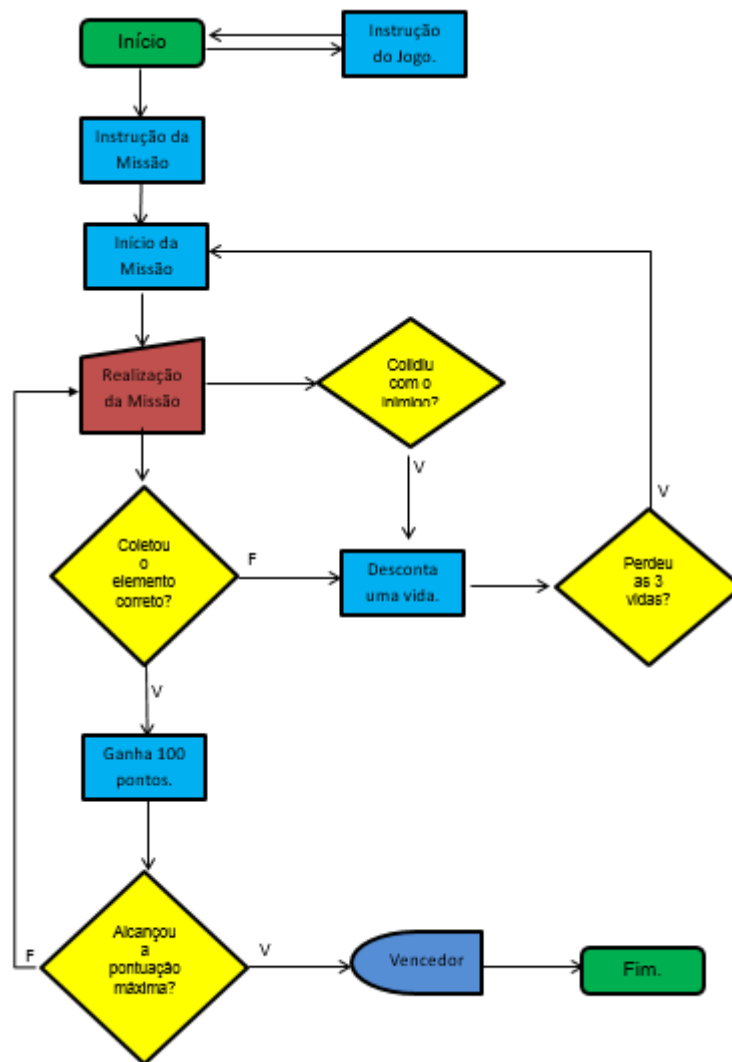 Início
Instrução
do Jogo.
Instrução da
Missão
Início da
Missão
Realização
da Missão
Colidiu
com o
inimigo?
V
V
Coletou
o
elemento
correto?
F
Desconta
uma vida.
Perdeu
as 3
vidas?
V
Ganha 100
pontos.
Alcançou
a
pontuação
máxima?
F
V
Vencedor
Fim.